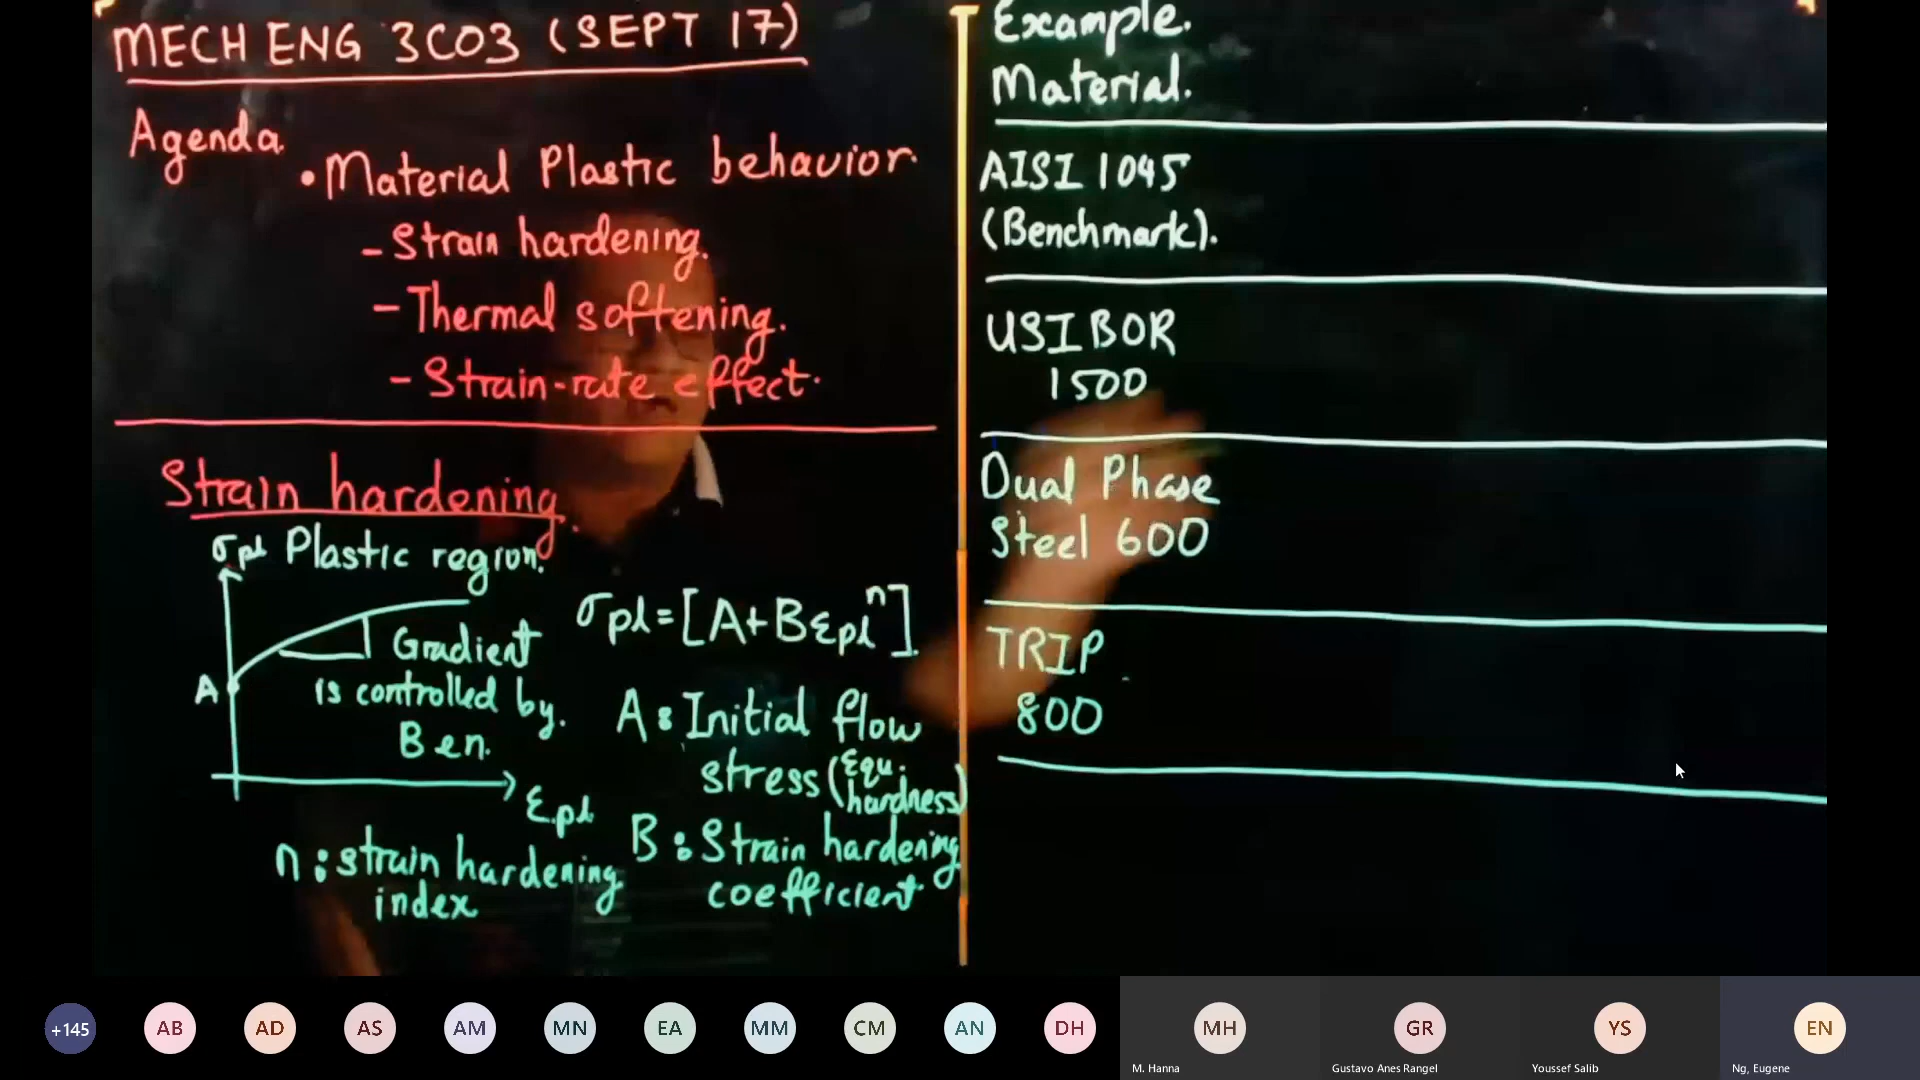 MECH ENG 3C03 (SEPT 17)
Agenda.
• Material Plastic behavior.
- Strain hardening.
- Thermal softening.
- Strain-rate effect.
Strain hardening.
σpl Plastic region.
A
Gradient
is controlled by.
B en.
εpl.
σpl = [A+Bεpl^n].
A: Initial flow
stress (Equ. hardness)
B: Strain hardening
coefficient.
n: strain hardening
index
Example.
Material.
AISI 1045
(Benchmark).
USIBOR
1500
Dual Phase
Steel 600
TRIP
800
+145 AB AD AS AM MN EA MM CM AN DH MH GR YS EN
M. Hanna Gustavo Anes Rangel Youssef Salib Ng, Eugene